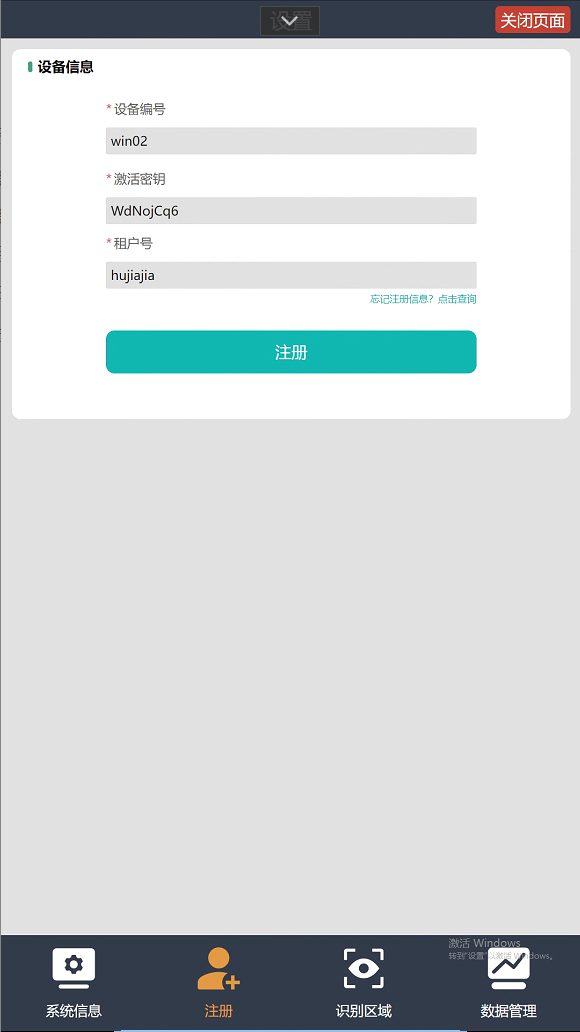 设置
关闭页面
设备信息
* 设备编号
win02
* 激活密钥
WdNojCq6
* 租户号
hujiajia
忘记注册信息？点击查询
注册
激活 Windows
转到"设置"以激活 Windows。
系统信息
注册
识别区域
数据管理